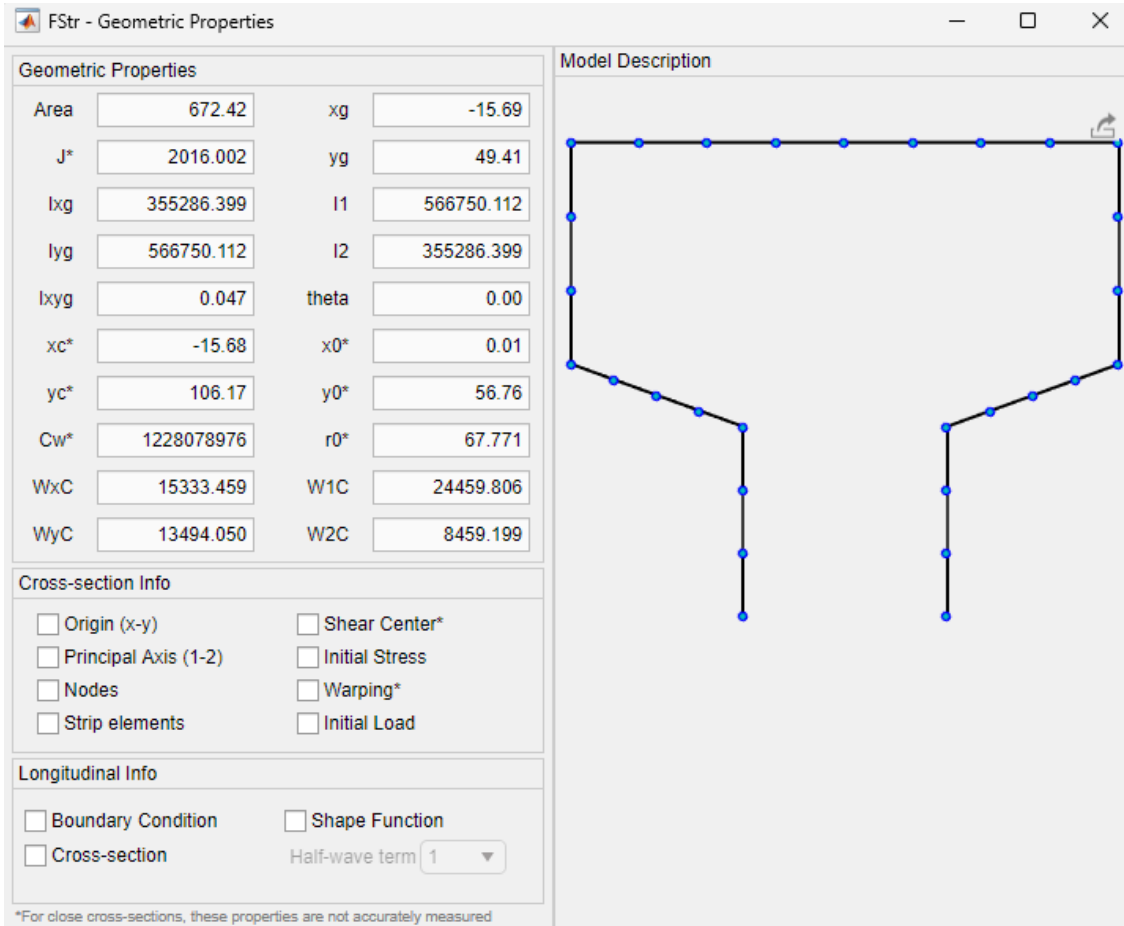 FStr - Geometric Properties
Geometric Properties
Area 672.42 xg -15.69
J* 2016.002 yg 49.41
Ixg 355286.399 I1 566750.112
Iyg 566750.112 I2 355286.399
Ixyg 0.047 theta 0.00
xc* -15.68 x0* 0.01
yc* 106.17 y0* 56.76
Cw* 1228078976 r0* 67.771
WxC 15333.459 W1C 24459.806
WyC 13494.050 W2C 8459.199
Cross-section Info
Origin (x-y) Shear Center*
Principal Axis (1-2) Initial Stress
Nodes Warping*
Strip elements Initial Load
Longitudinal Info
Boundary Condition Shape Function
Cross-section Half-wave term 1
*For close cross-sections, these properties are not accurately measured
Model Description